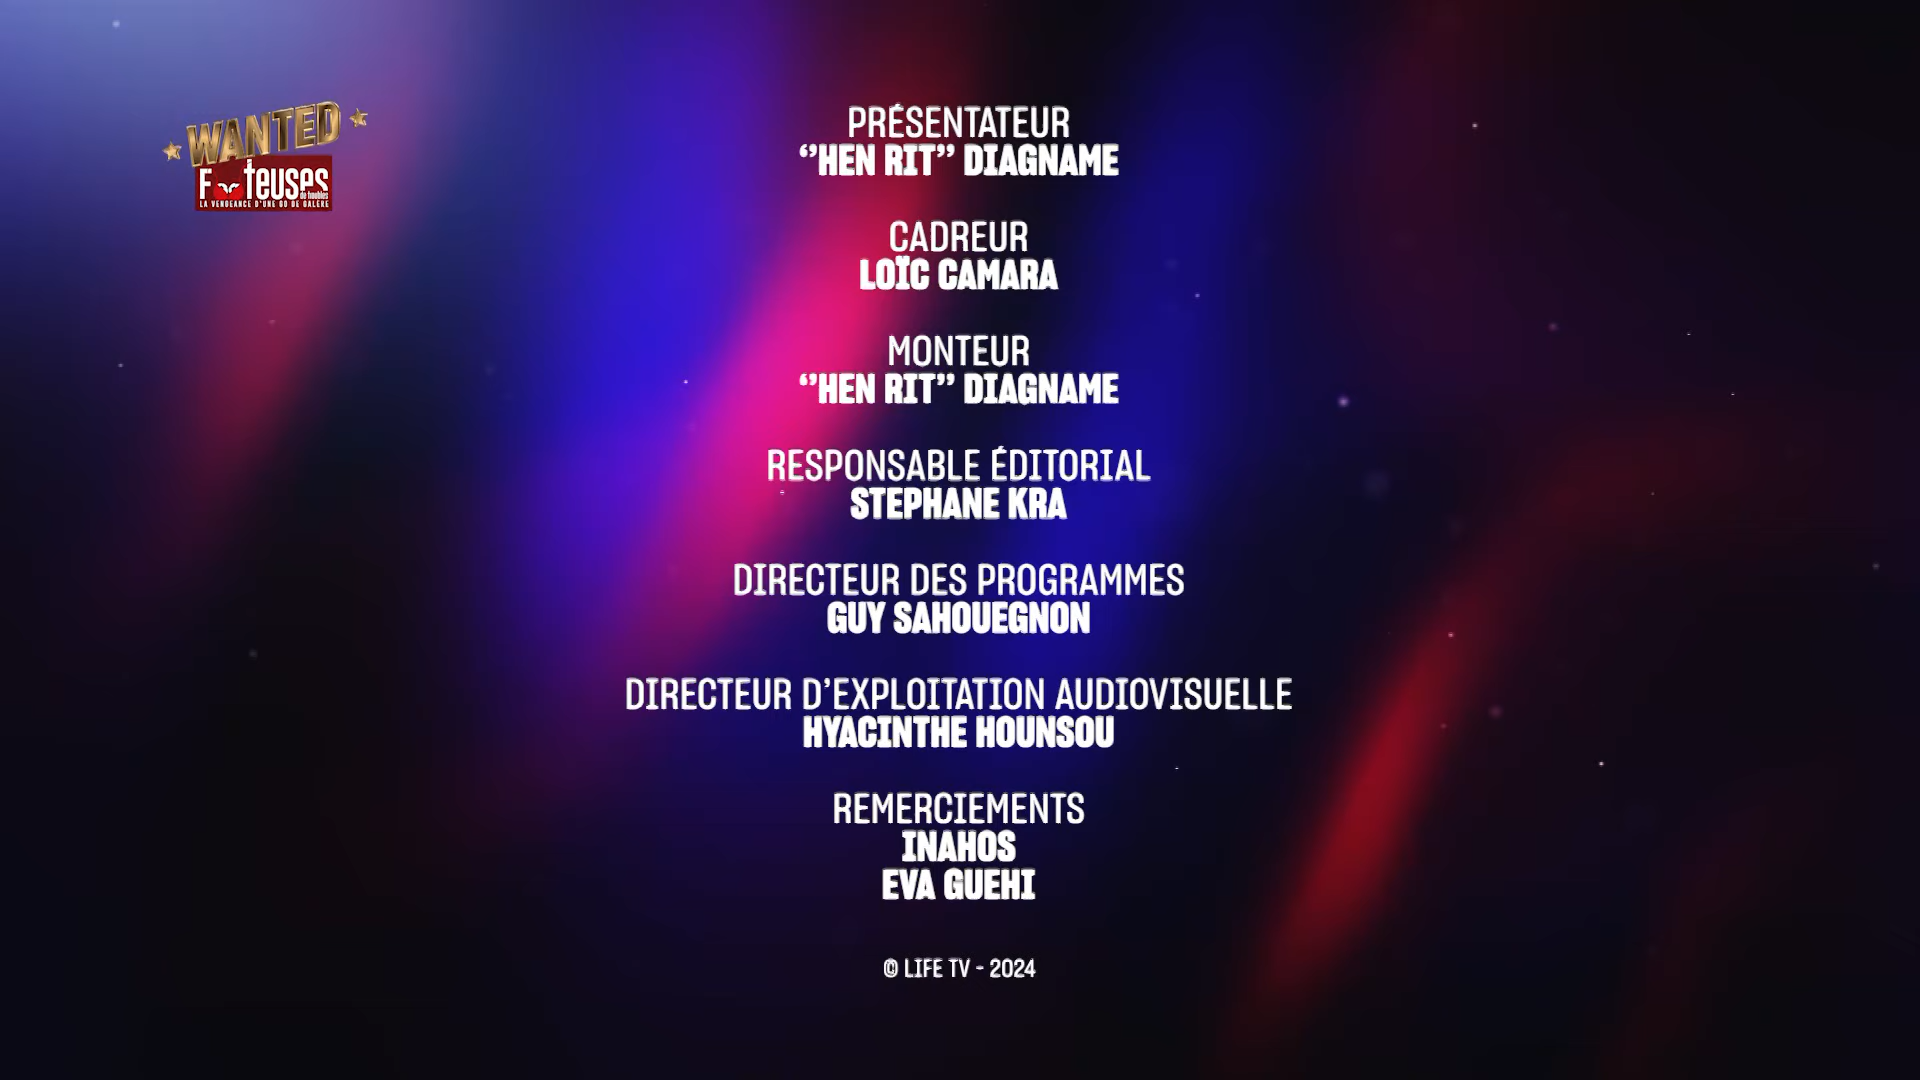 WANTED
F teuses
de foubles
LA VENGEANCE D'UNE GO DE GALÈRE
PRÉSENTATEUR
‘’HEN RIT’’ DIAGNAME
CADREUR
LOÏC CAMARA
MONTEUR
‘’HEN RIT’’ DIAGNAME
RESPONSABLE ÉDITORIAL
STEPHANE KRA
DIRECTEUR DES PROGRAMMES
GUY SAHOUEGNON
DIRECTEUR D’EXPLOITATION AUDIOVISUELLE
HYACINTHE HOUNSOU
REMERCIEMENTS
INAHOS
EVA GUEHI
© LIFE TV - 2024